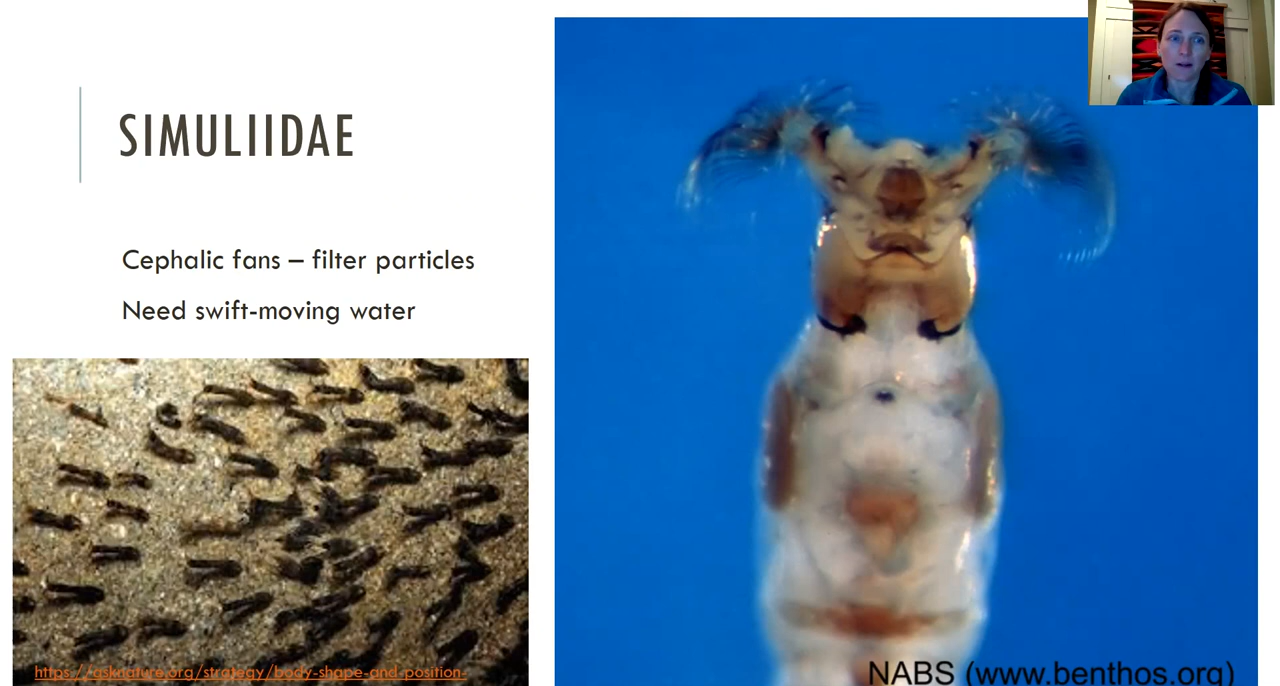 SIMULIIDAE
Cephalic fans – filter particles
Need swift-moving water
https://asknature.org/strategy/body-shape-and-position-
NABS (www.benthos.org)